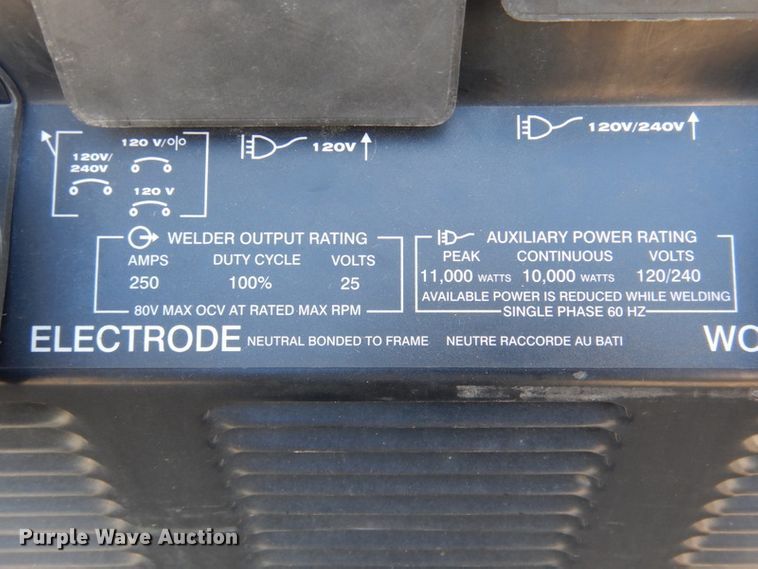 120 V/o|o
120V/
240V
120 V
120V
120V/240V
WELDER OUTPUT RATING
AMPS DUTY CYCLE VOLTS
250 100% 25
80V MAX OCV AT RATED MAX RPM
AUXILIARY POWER RATING
PEAK CONTINUOUS VOLTS
11,000 WATTS 10,000 WATTS 120/240
AVAILABLE POWER IS REDUCED WHILE WELDING
SINGLE PHASE 60 HZ
ELECTRODE NEUTRAL BONDED TO FRAME NEUTRE RACCORDE AU BATI WO
Purple Wave Auction